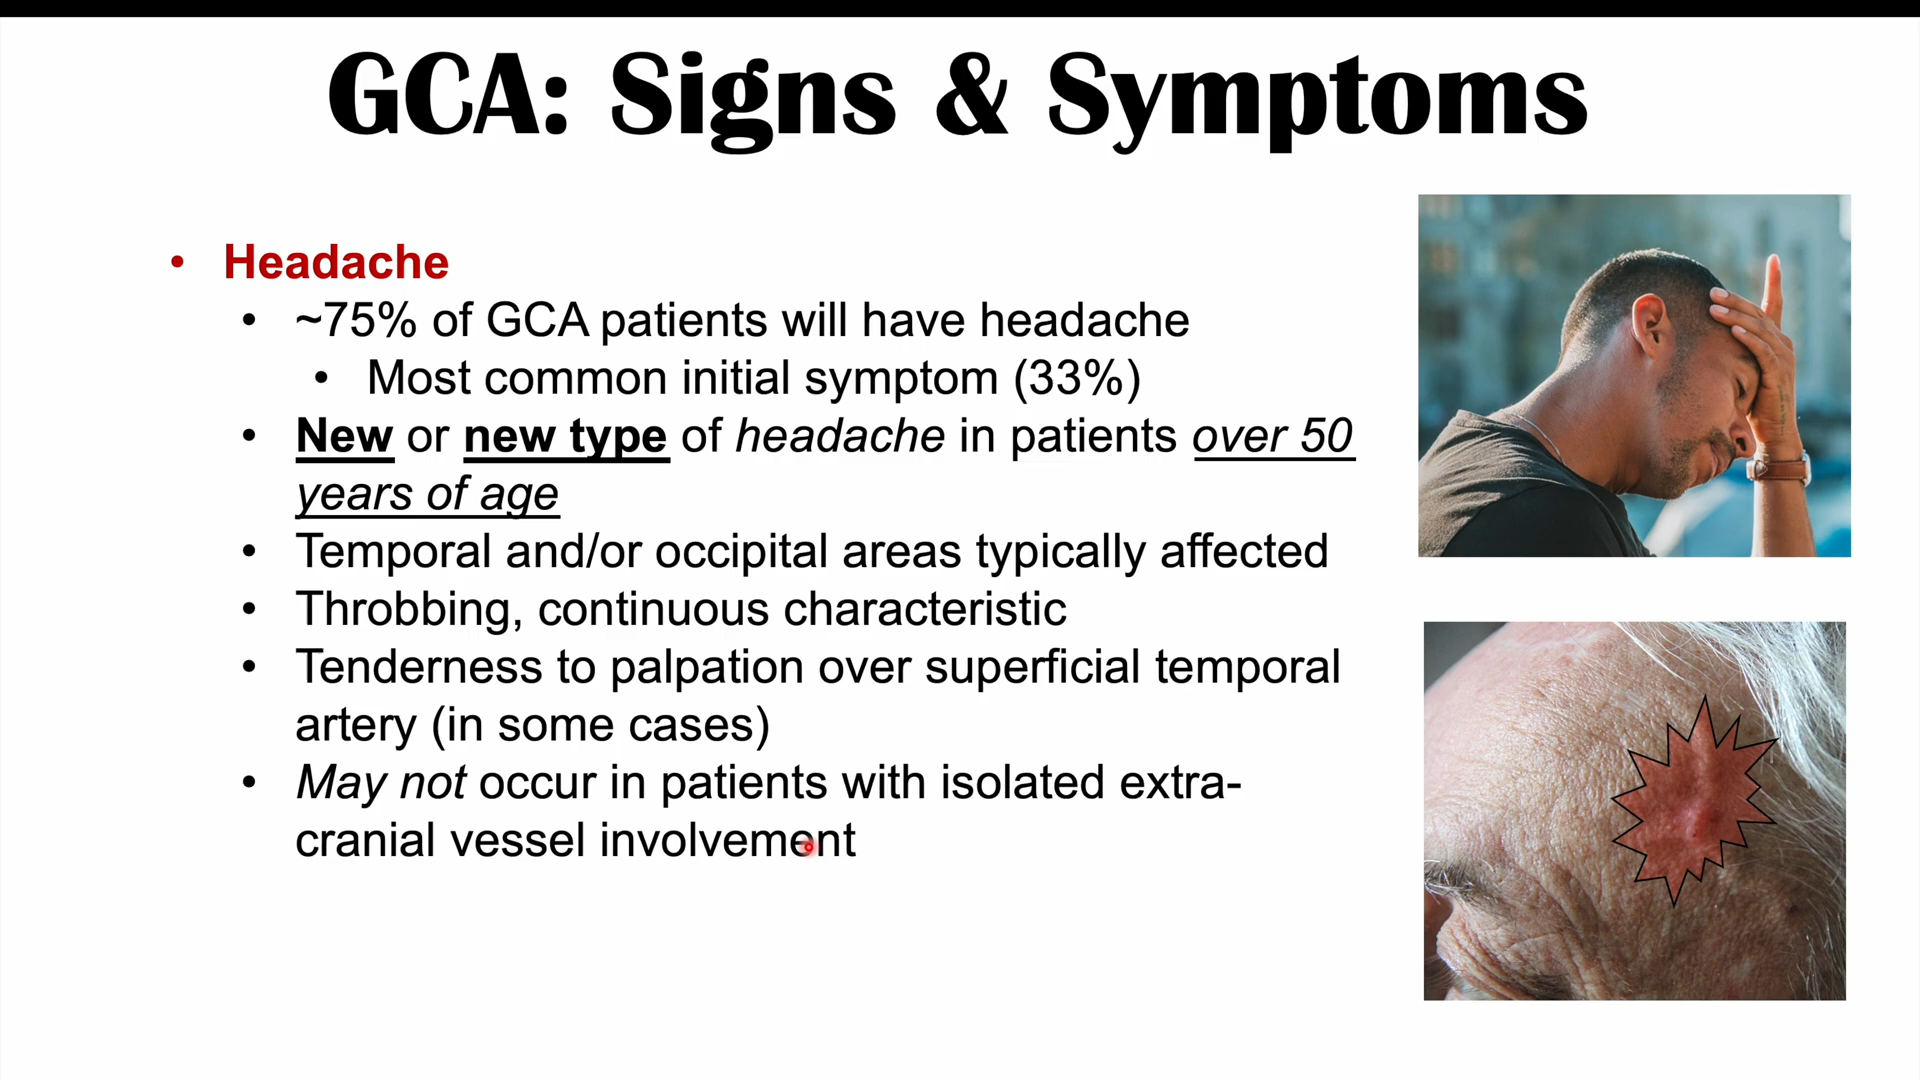 GCA: Signs & Symptoms
• Headache
• ~75% of GCA patients will have headache
• Most common initial symptom (33%)
• New or new type of headache in patients over 50
years of age
• Temporal and/or occipital areas typically affected
• Throbbing, continuous characteristic
• Tenderness to palpation over superficial temporal
artery (in some cases)
• May not occur in patients with isolated extra-
cranial vessel involvement